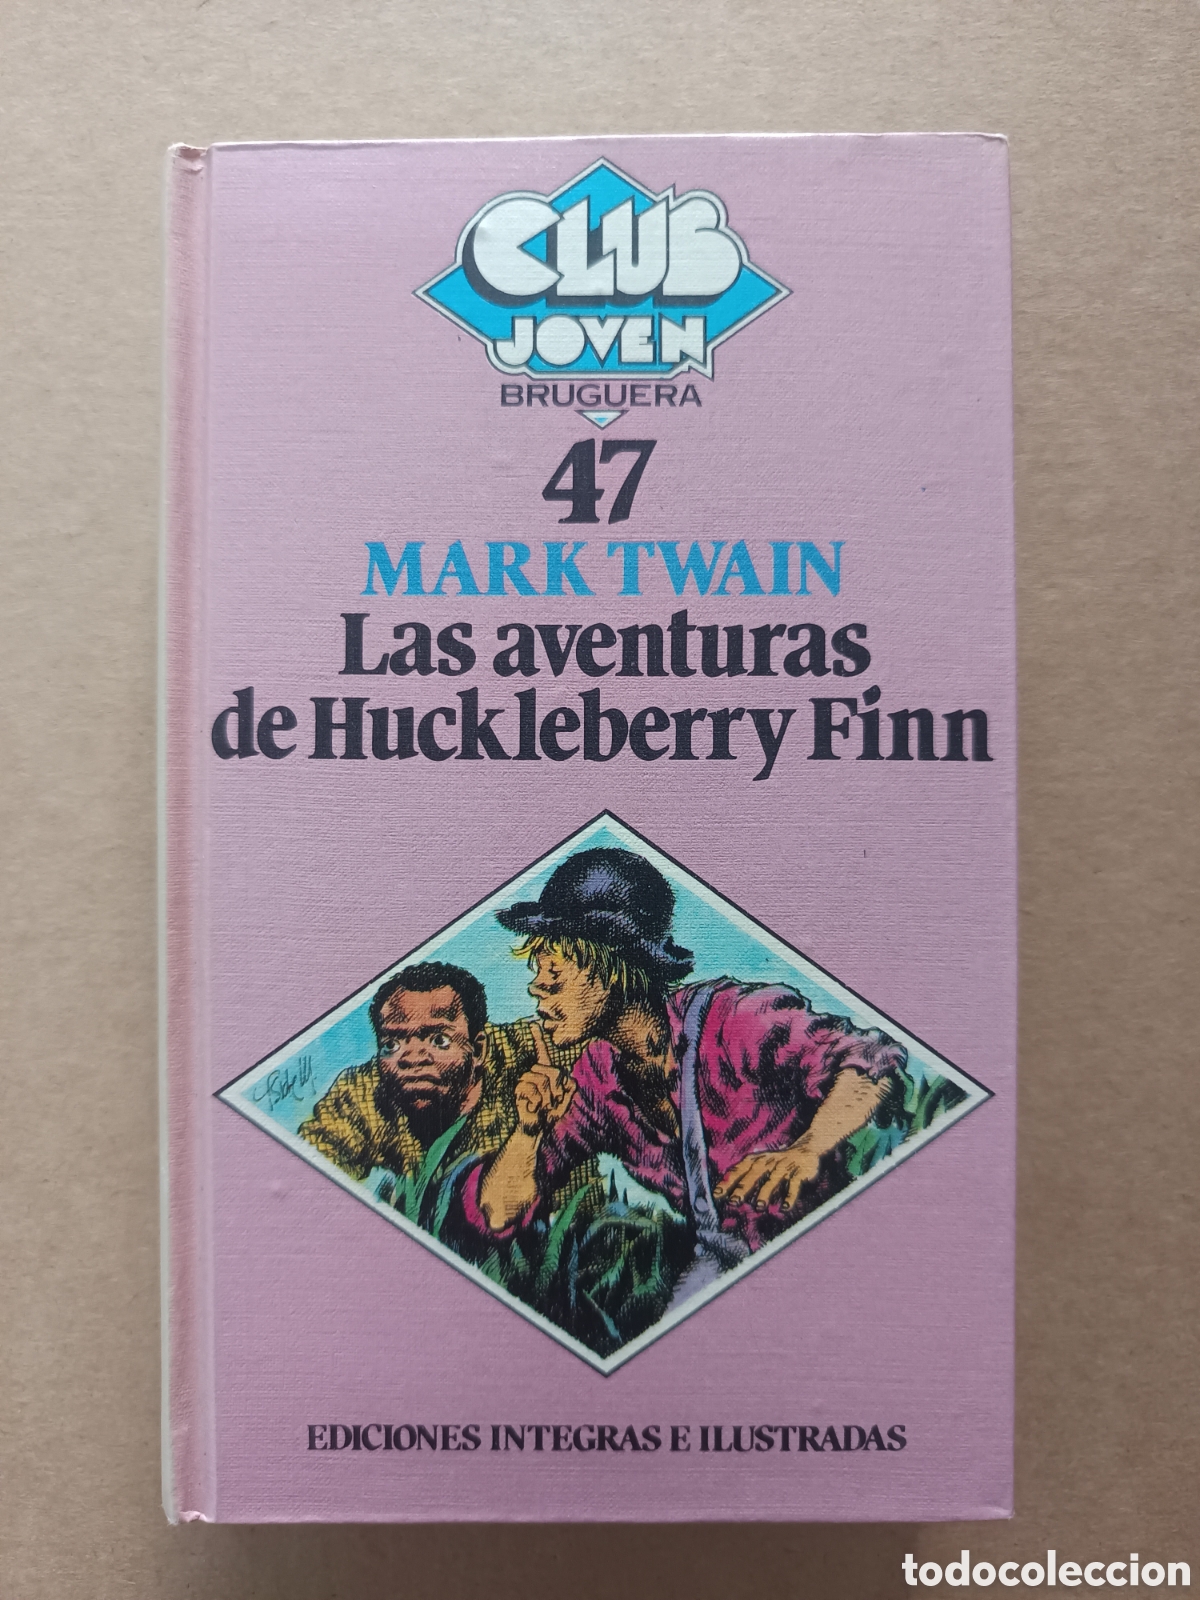 CLUB
JOVEN
BRUGUERA
47
MARK TWAIN
Las aventuras
de Huckleberry Finn
EDICIONES INTEGRAS E ILUSTRADAS
todocoleccion